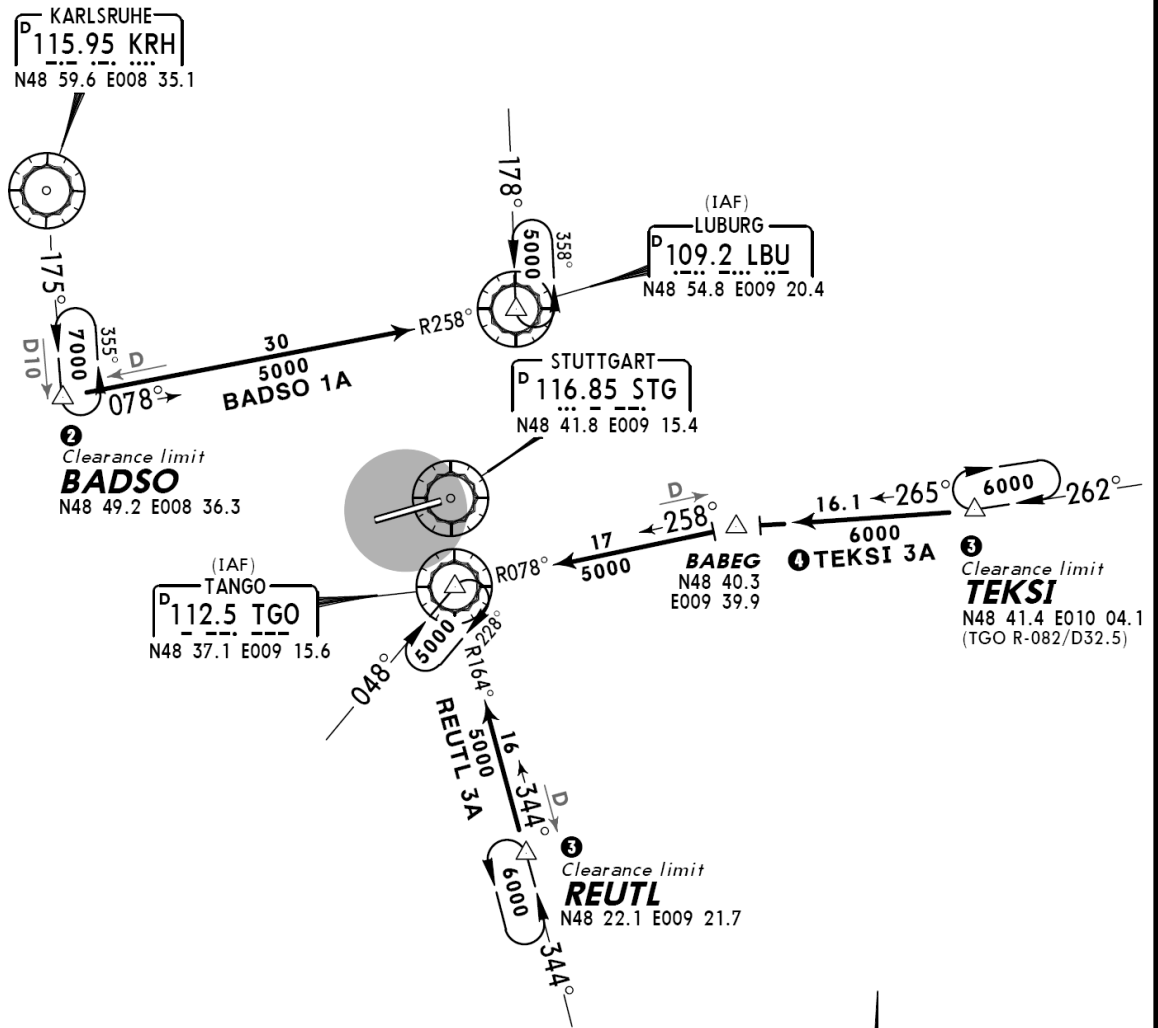 KARLSRUHE
D
115.95 KRH
N48 59.6 E008 35.1
178°
5000
358°
(IAF)
LUBURG
D
109.2 LBU
N48 54.8 E009 20.4
175°
D10
7000
355°
D
30
5000
R258°
078°
BADSO 1A
2
Clearance limit
BADSO
N48 49.2 E008 36.3
STUTTGART
D
116.85 STG
N48 41.8 E009 15.4
D
258°
17
5000
R078°
BABEG
N48 40.3
E009 39.9
16.1
265°
6000
4 TEKSI 3A
6000
262°
3
Clearance limit
TEKSI
N48 41.4 E010 04.1
(TGO R-082/D32.5)
(IAF)
TANGO
D
112.5 TGO
N48 37.1 E009 15.6
5000
228°
048°
R164°
REUTL 3A
5000
16
344°
D
3
Clearance limit
REUTL
N48 22.1 E009 21.7
6000
344°